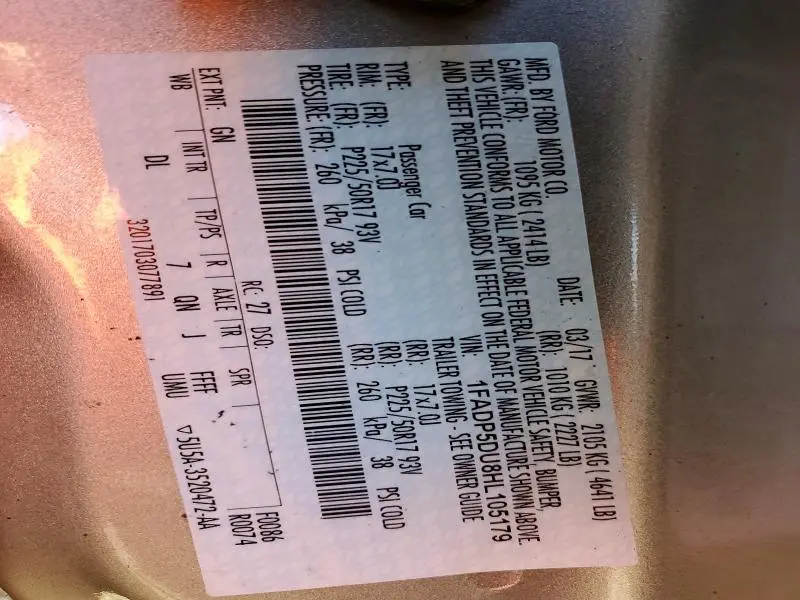 MFD. BY FORD MOTOR CO. DATE: 03/17 GVWR: 2105 KG ( 4641 LB)
GAWR: (FR): 1095 KG ( 2414 LB) (RR): 1010 KG ( 2227 LB)
THIS VEHICLE CONFORMS TO ALL APPLICABLE FEDERAL MOTOR VEHICLE SAFETY, BUMPER,
AND THEFT PREVENTION STANDARDS IN EFFECT ON THE DATE OF MANUFACTURE SHOWN ABOVE.
VIN: 1FADP5DU8HL105179
TYPE: Passenger Car TRAILER TOWING - SEE OWNER GUIDE
RIM: (FR): 17x7.0J (RR): 17x7.0J
TIRE: (FR): P225/50R17 93V (RR): P225/50R17 93V
PRESSURE: (FR): 260 kPa/ 38 PSI COLD (RR): 260 kPa/ 38 PSI COLD
EXT PNT: GN RC: 27 DSO: F0086
WB | INT TR | TP/PS | R | AXLE | TR | SPR | R0074
DL 7 QN J FFFF
UMU ▽5U5A-3520472-AA
320170307789I